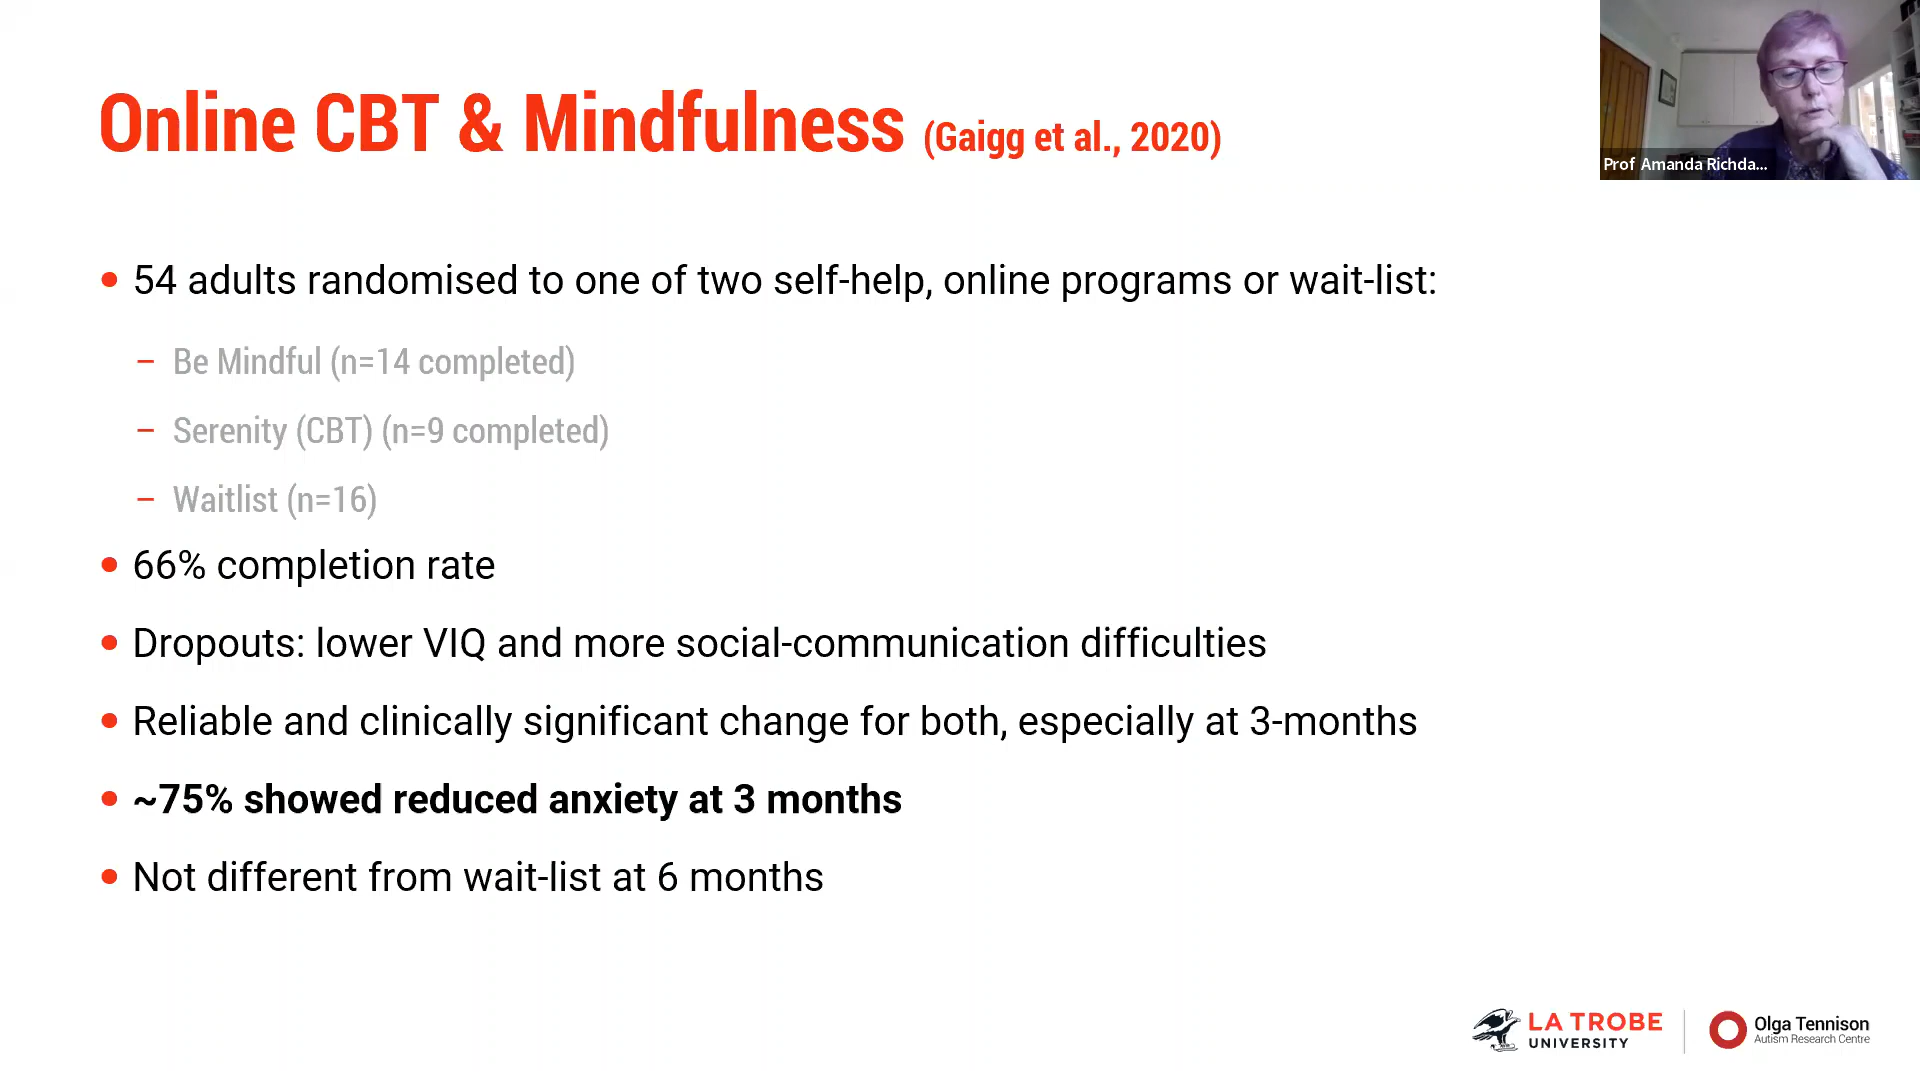 Online CBT & Mindfulness (Gaigg et al., 2020)
Prof Amanda Richda...
• 54 adults randomised to one of two self-help, online programs or wait-list:
– Be Mindful (n=14 completed)
– Serenity (CBT) (n=9 completed)
– Waitlist (n=16)
• 66% completion rate
• Dropouts: lower VIQ and more social-communication difficulties
• Reliable and clinically significant change for both, especially at 3-months
• ~75% showed reduced anxiety at 3 months
• Not different from wait-list at 6 months
LA TROBE
UNIVERSITY
Olga Tennison
Autism Research Centre